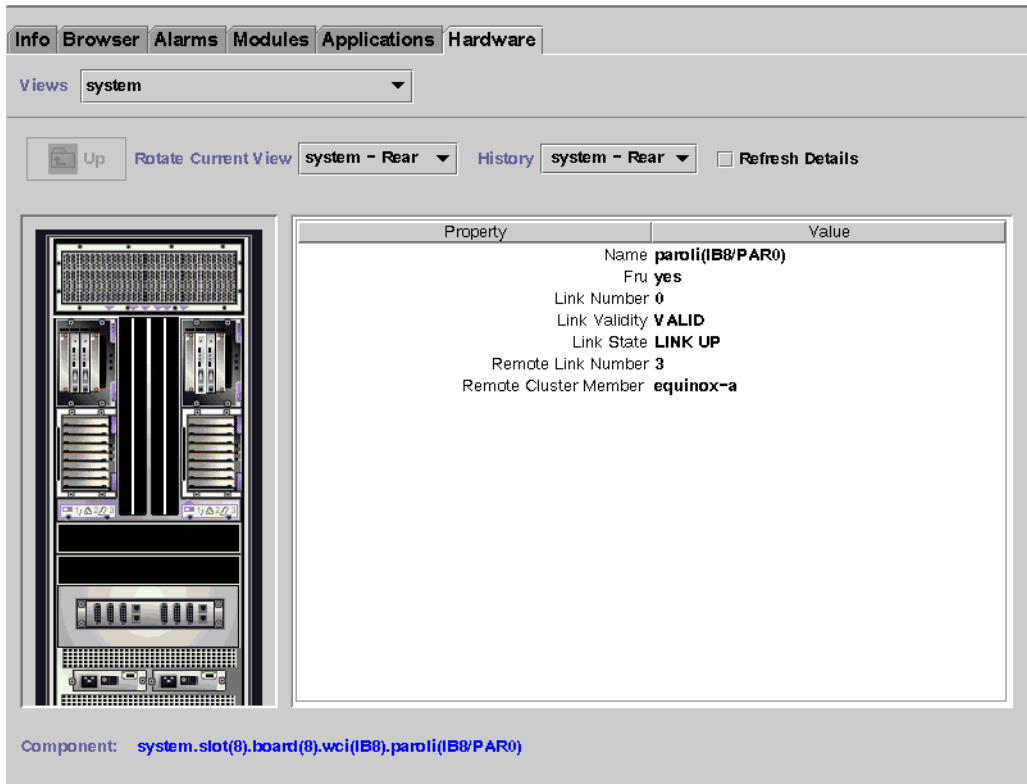 Info Browser Alarms Modules Applications Hardware
Views system
Up Rotate Current View system - Rear History system - Rear Refresh Details
Property Value
Name paroli(IB8/PAR0)
Fru yes
Link Number 0
Link Validity VALID
Link State LINK UP
Remote Link Number 3
Remote Cluster Member equinox-a
Component: system.slot(8).board(8).wci(IB8).paroli(IB8/PAR0)